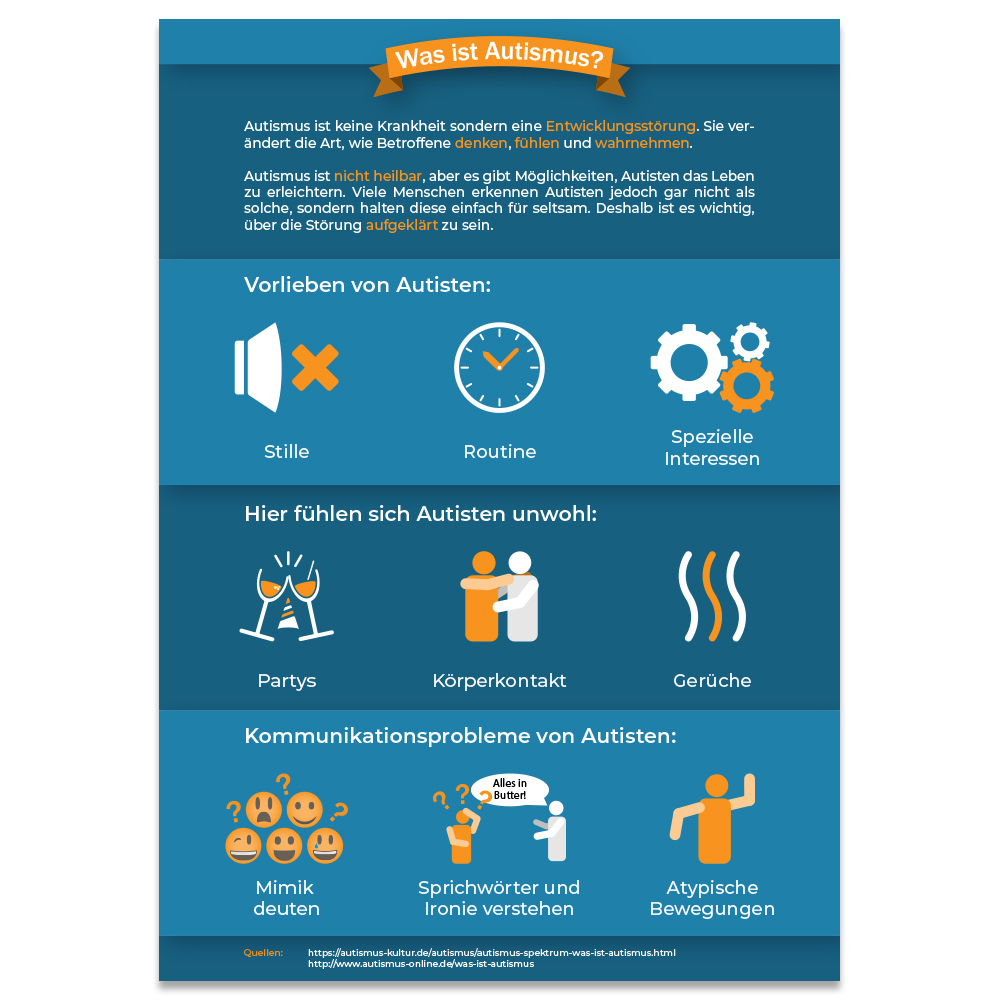 Was ist Autismus?
Autismus ist keine Krankheit sondern eine Entwicklungsstörung. Sie ver-
ändert die Art, wie Betroffene denken, fühlen und wahrnehmen.
Autismus ist nicht heilbar, aber es gibt Möglichkeiten, Autisten das Leben
zu erleichtern. Viele Menschen erkennen Autisten jedoch gar nicht als
solche, sondern halten diese einfach für seltsam. Deshalb ist es wichtig,
über die Störung aufgeklärt zu sein.
Vorlieben von Autisten:
Stille
Routine
Spezielle
Interessen
Hier fühlen sich Autisten unwohl:
Partys
Körperkontakt
Gerüche
Kommunikationsprobleme von Autisten:
? ? ?
? ? ?
Alles in
Butter!
Mimik
deuten
Sprichwörter und
Ironie verstehen
Atypische
Bewegungen
Quellen: https://autismus-kultur.de/autismus/autismus-spektrum-was-ist-autismus.html
http://www.autismus-online.de/was-ist-autismus